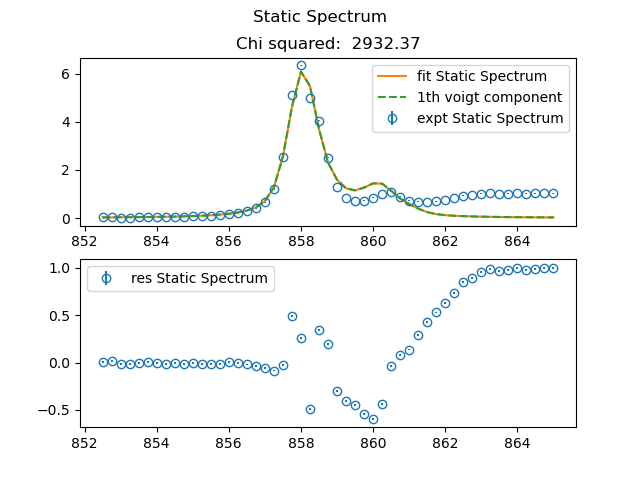 Static Spectrum
Chi squared:  2932.37
6
4
2
0
fit Static Spectrum
1th voigt component
expt Static Spectrum
852 854 856 858 860 862 864
1.0
0.5
0.0
−0.5
res Static Spectrum
852 854 856 858 860 862 864